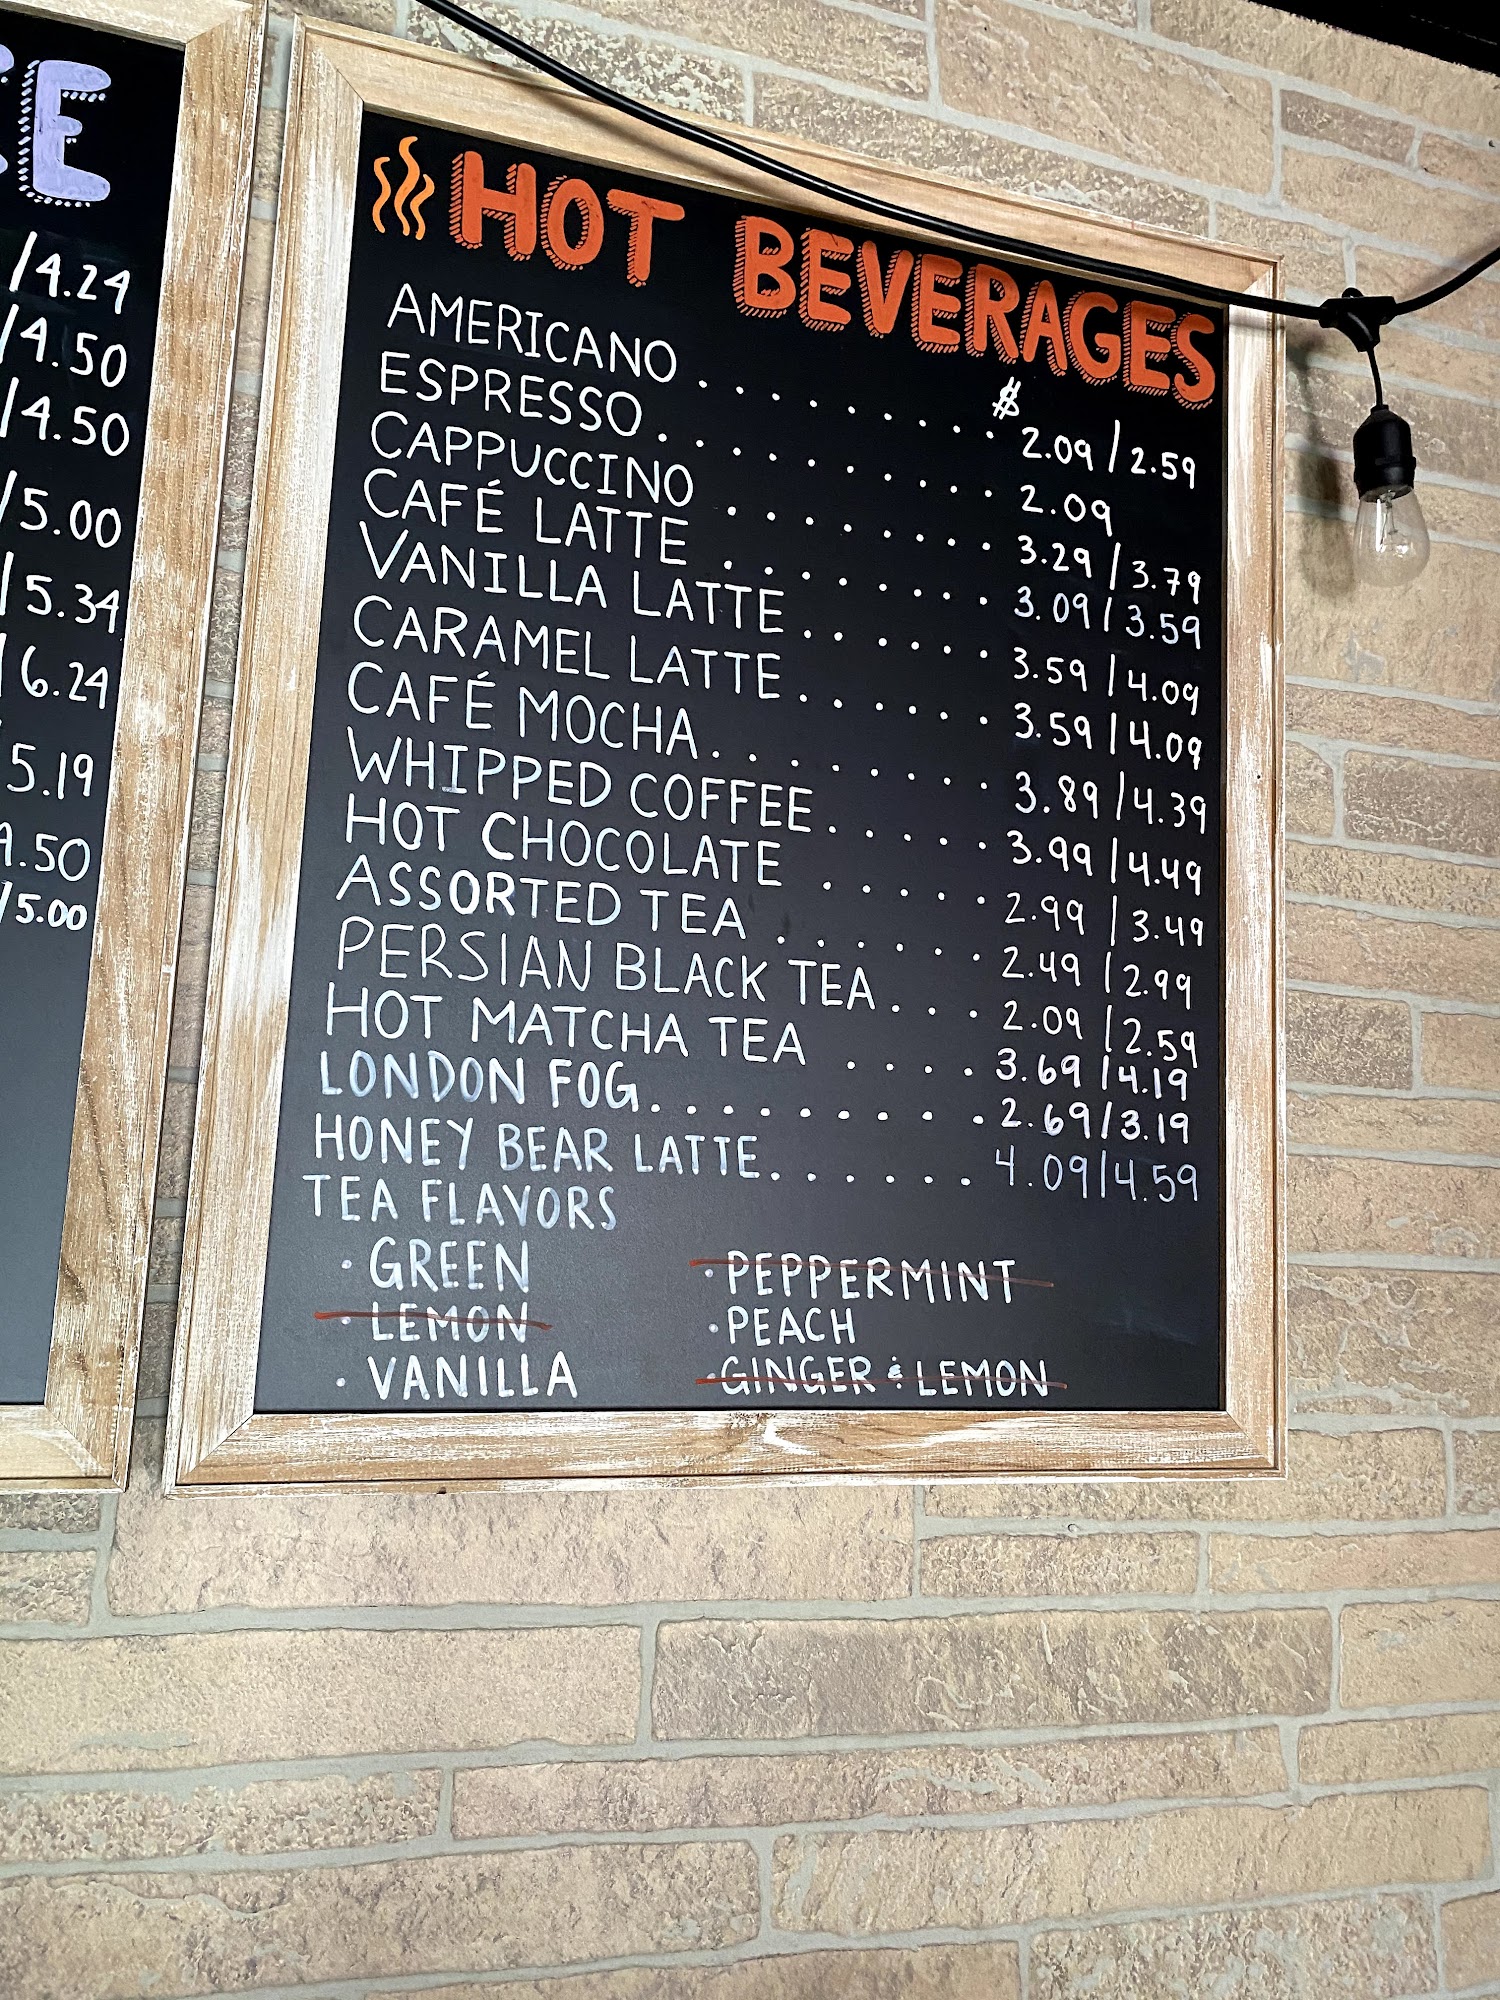 CE
/4.24
/4.50
/4.50
/5.00
/5.34
/6.24
5.19
4.50
/5.00
HOT BEVERAGES
$
AMERICANO . . . . . . . . . 2.09 / 2.59
ESPRESSO . . . . . . . . . . 2.09
CAPPUCCINO . . . . . . . . 3.29 / 3.79
CAFÉ LATTE . . . . . . . . 3.09 / 3.59
VANILLA LATTE . . . . . . 3.59 / 4.09
CARAMEL LATTE . . . . . . 3.59 / 4.09
CAFÉ MOCHA . . . . . . . . 3.89 / 4.39
WHIPPED COFFEE . . . . . 3.99 / 4.49
HOT CHOCOLATE . . . . . 2.99 / 3.49
ASSORTED TEA . . . . . . 2.49 / 2.99
PERSIAN BLACK TEA . . . 2.09 / 2.59
HOT MATCHA TEA . . . . 3.69 / 4.19
LONDON FOG . . . . . . . . . 2.69 / 3.19
HONEY BEAR LATTE . . . . . . 4.09 / 4.59
TEA FLAVORS
· GREEN · PEPPERMINT
· LEMON · PEACH
· VANILLA · GINGER & LEMON